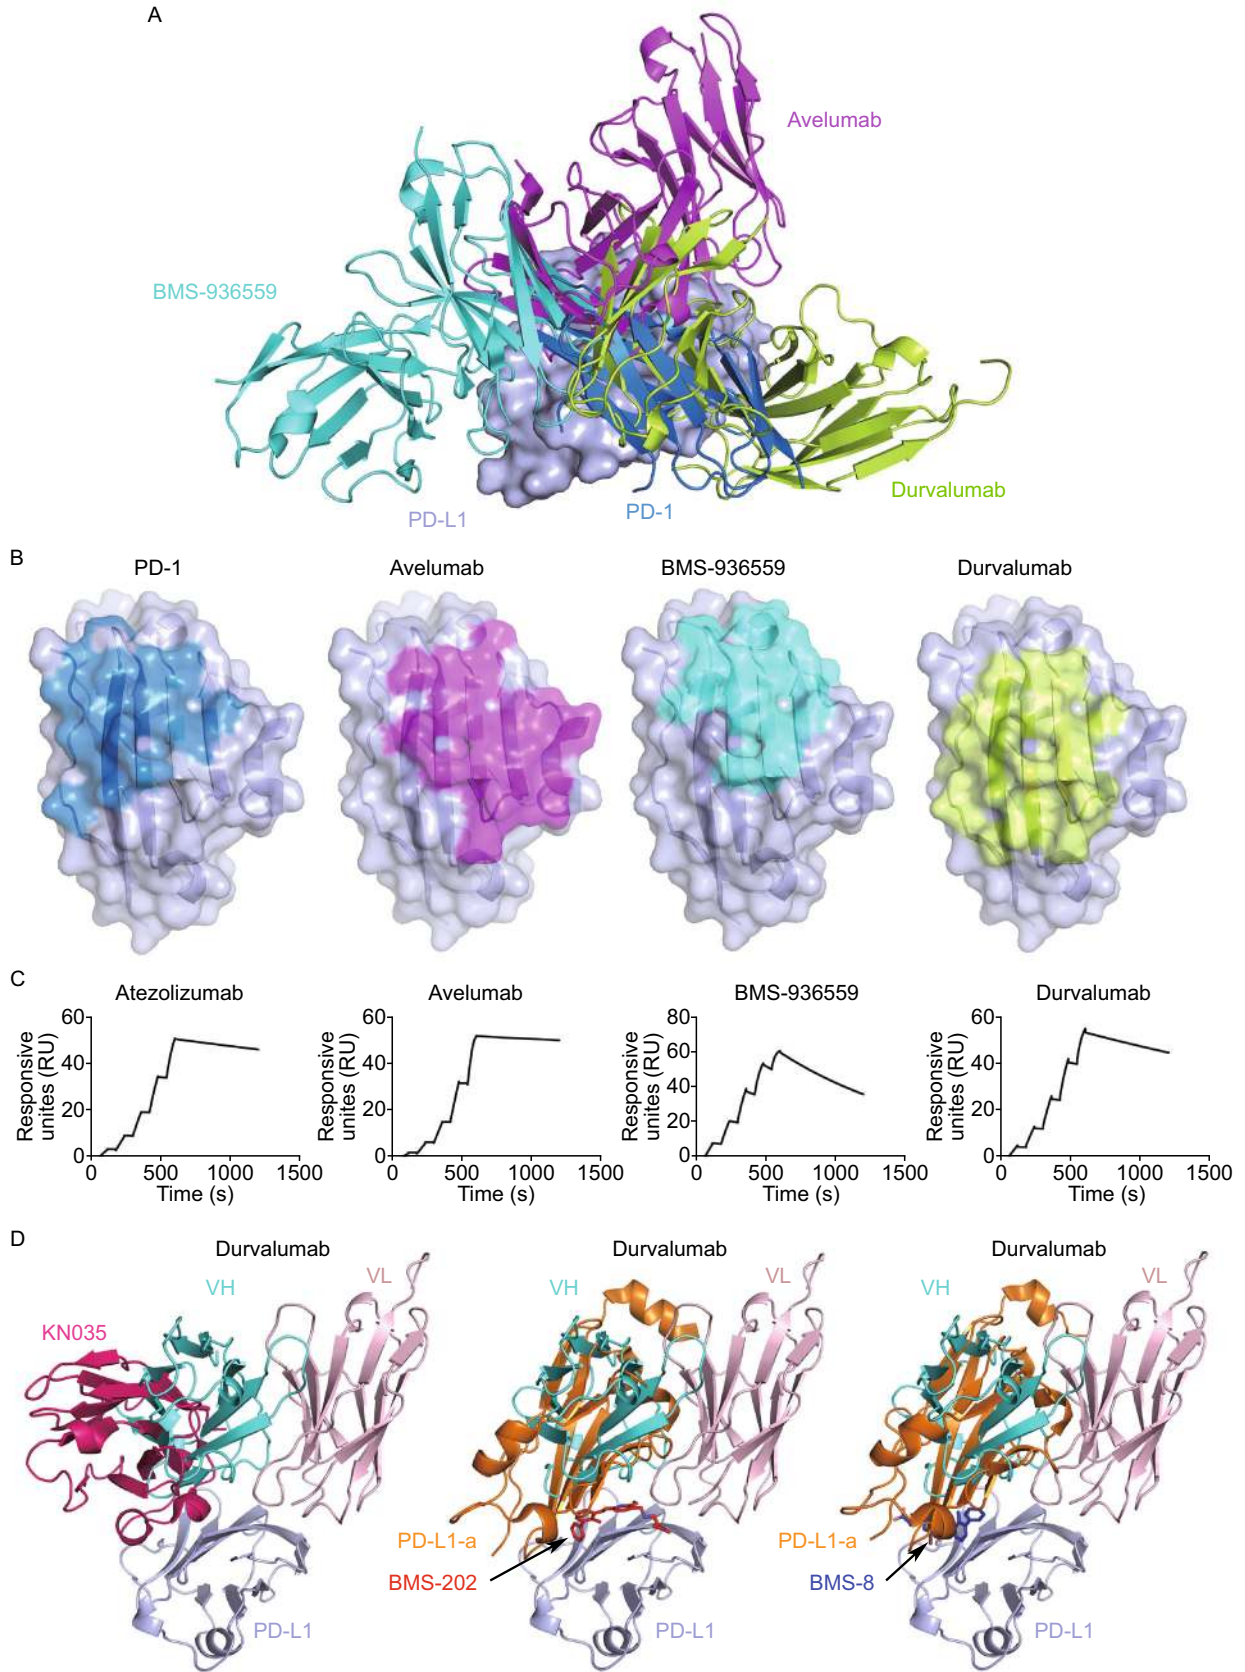 A
Avelumab
BMS-936559
Durvalumab
PD-L1
PD-1
B
PD-1
Avelumab
BMS-936559
Durvalumab
C
Atezolizumab
Avelumab
BMS-936559
Durvalumab
Responsive
unites (RU)
60
40
20
0
0
500
1000
1500
Time (s)
Responsive
unites (RU)
60
40
20
0
0
500
1000
1500
Time (s)
Responsive
unites (RU)
80
60
40
20
0
0
500
1000
1500
Time (s)
Responsive
unites (RU)
60
40
20
0
0
500
1000
1500
Time (s)
D
Durvalumab
VH
VL
KN035
PD-L1
Durvalumab
VH
VL
PD-L1-a
BMS-202
PD-L1
Durvalumab
VH
VL
PD-L1-a
BMS-8
PD-L1